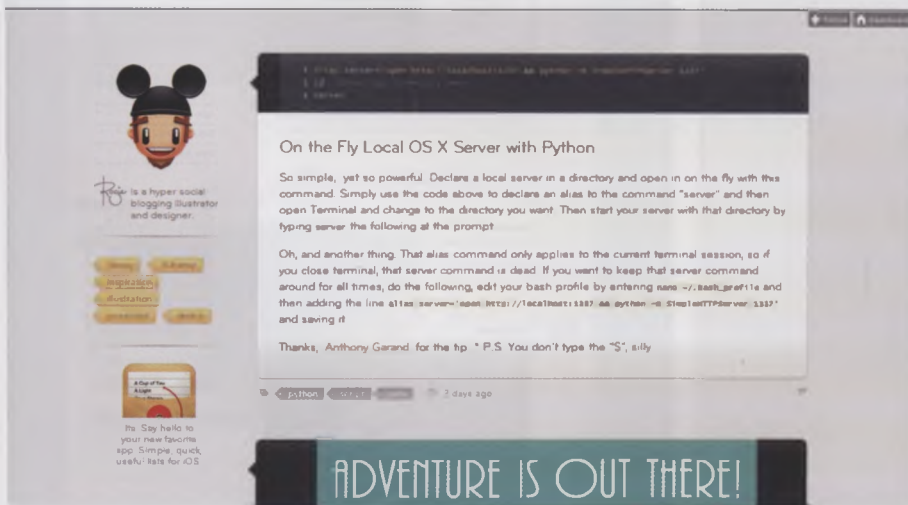 is a hyper social
blogging illustrator
and designer.
inspiration
illustration
A Cup of Tea
A Light
Say hello to
your new favorite
app. Simple, quick,
useful lists for iOS
On the Fly Local OS X Server with Python
So simple, yet so powerful. Declare a local server in a directory and open in on the fly with this
command. Simply use the code above to declare an alias to the command "server" and then
open Terminal and change to the directory you want. Then start your server with that directory by
typing server the following at the prompt
Oh, and another thing. That alias command only applies to the current terminal session, so if
you close terminal, that server command is dead. If you want to keep that server command
around for all times, do the following, edit your bash profile by entering nano ~/.bash_profile and
then adding the line alias server='open http://localhost:1337 && python -m SimpleHTTPServer 1337'
and saving it
Thanks, Anthony Garand for the tip. * P.S. You don't type the "$", silly
python
3 days ago
ADVENTURE IS OUT THERE!